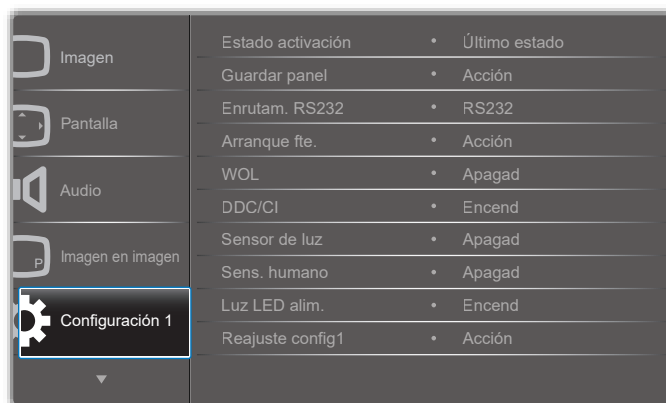 Imagen
Pantalla
Audio
P
Imagen en imagen
Configuración 1
Estado activación • Último estado
Guardar panel • Acción
Enrutam. RS232 • RS232
Arranque fte. • Acción
WOL • Apagad
DDC/CI • Encend
Sensor de luz • Apagad
Sens. humano • Apagad
Luz LED alim. • Encend
Reajuste config1 • Acción